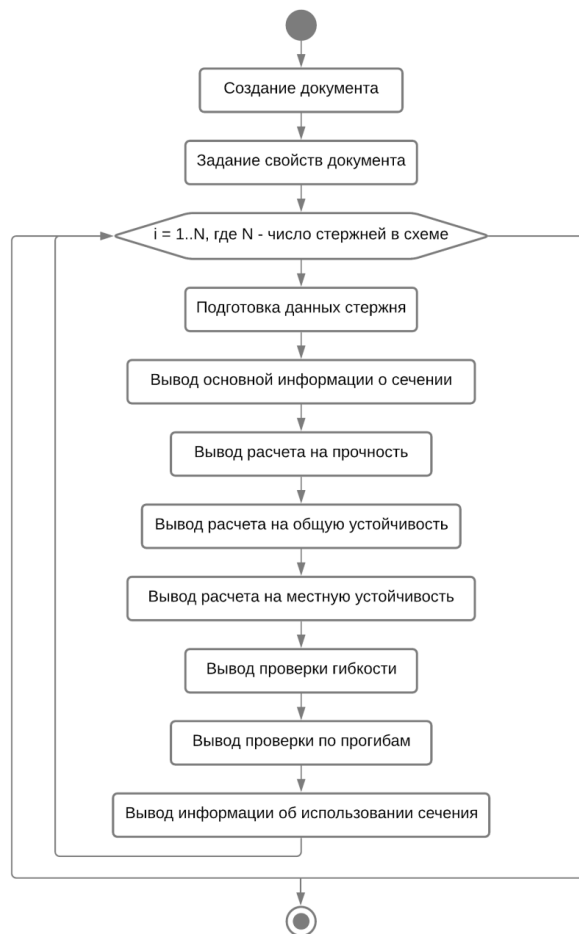 Создание документа
Задание свойств документа
i = 1..N, где N - число стержней в схеме
Подготовка данных стержня
Вывод основной информации о сечении
Вывод расчета на прочность
Вывод расчета на общую устойчивость
Вывод расчета на местную устойчивость
Вывод проверки гибкости
Вывод проверки по прогибам
Вывод информации об использовании сечения